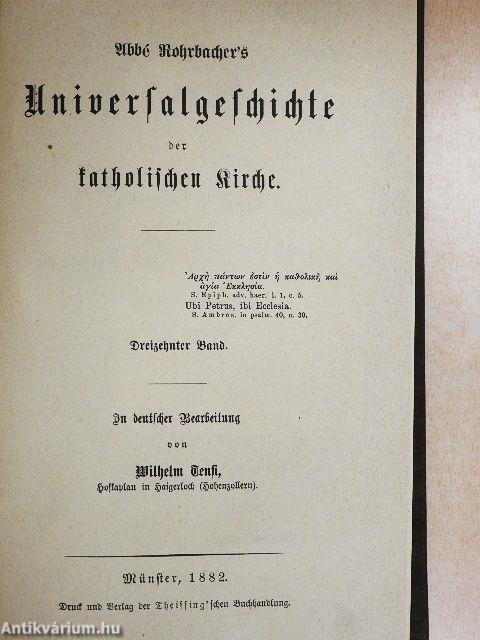 Abbé Rohrbacher's
Universalgeschichte
der
katholischen Kirche.
Ἀρχὴ πάντων ἐστὶν ἡ καθολικὴ καὶ
ἁγία Ἐκκλησία.
S. Epiph. adv. haer. l. 1, c. 5.
Ubi Petrus, ibi Ecclesia.
S. Ambros. in psalm. 40, n. 30.
Dreizehnter Band.
In deutscher Bearbeitung
von
Wilhelm Tensi,
Hofkaplan in Haigerloch (Hohenzollern).
Münster, 1882.
Druck und Verlag der Theissing'schen Buchhandlung.
Antikvárium.hu